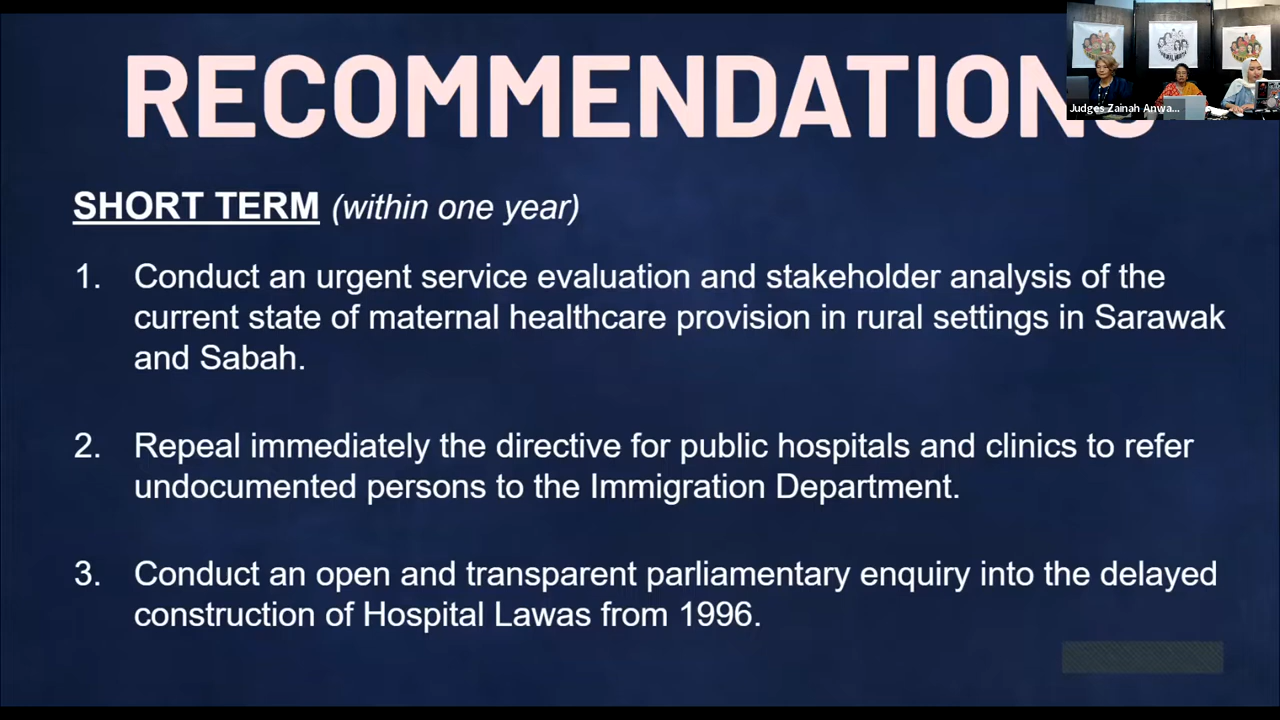 RECOMMENDATIONS
Judges Zainah Anwa...
SHORT TERM (within one year)
1. Conduct an urgent service evaluation and stakeholder analysis of the
current state of maternal healthcare provision in rural settings in Sarawak
and Sabah.
2. Repeal immediately the directive for public hospitals and clinics to refer
undocumented persons to the Immigration Department.
3. Conduct an open and transparent parliamentary enquiry into the delayed
construction of Hospital Lawas from 1996.